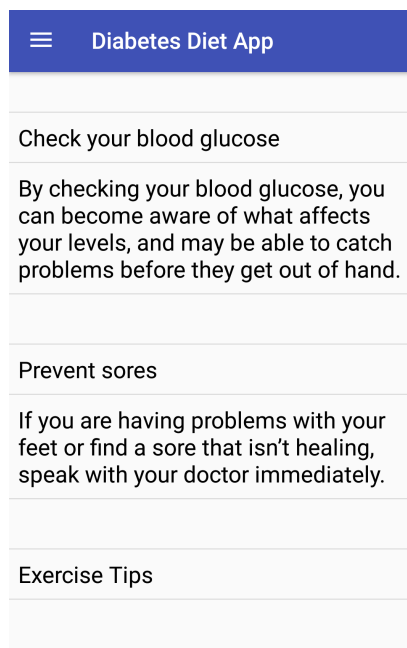 Diabetes Diet App
Check your blood glucose
By checking your blood glucose, you
can become aware of what affects
your levels, and may be able to catch
problems before they get out of hand.
Prevent sores
If you are having problems with your
feet or find a sore that isn’t healing,
speak with your doctor immediately.
Exercise Tips